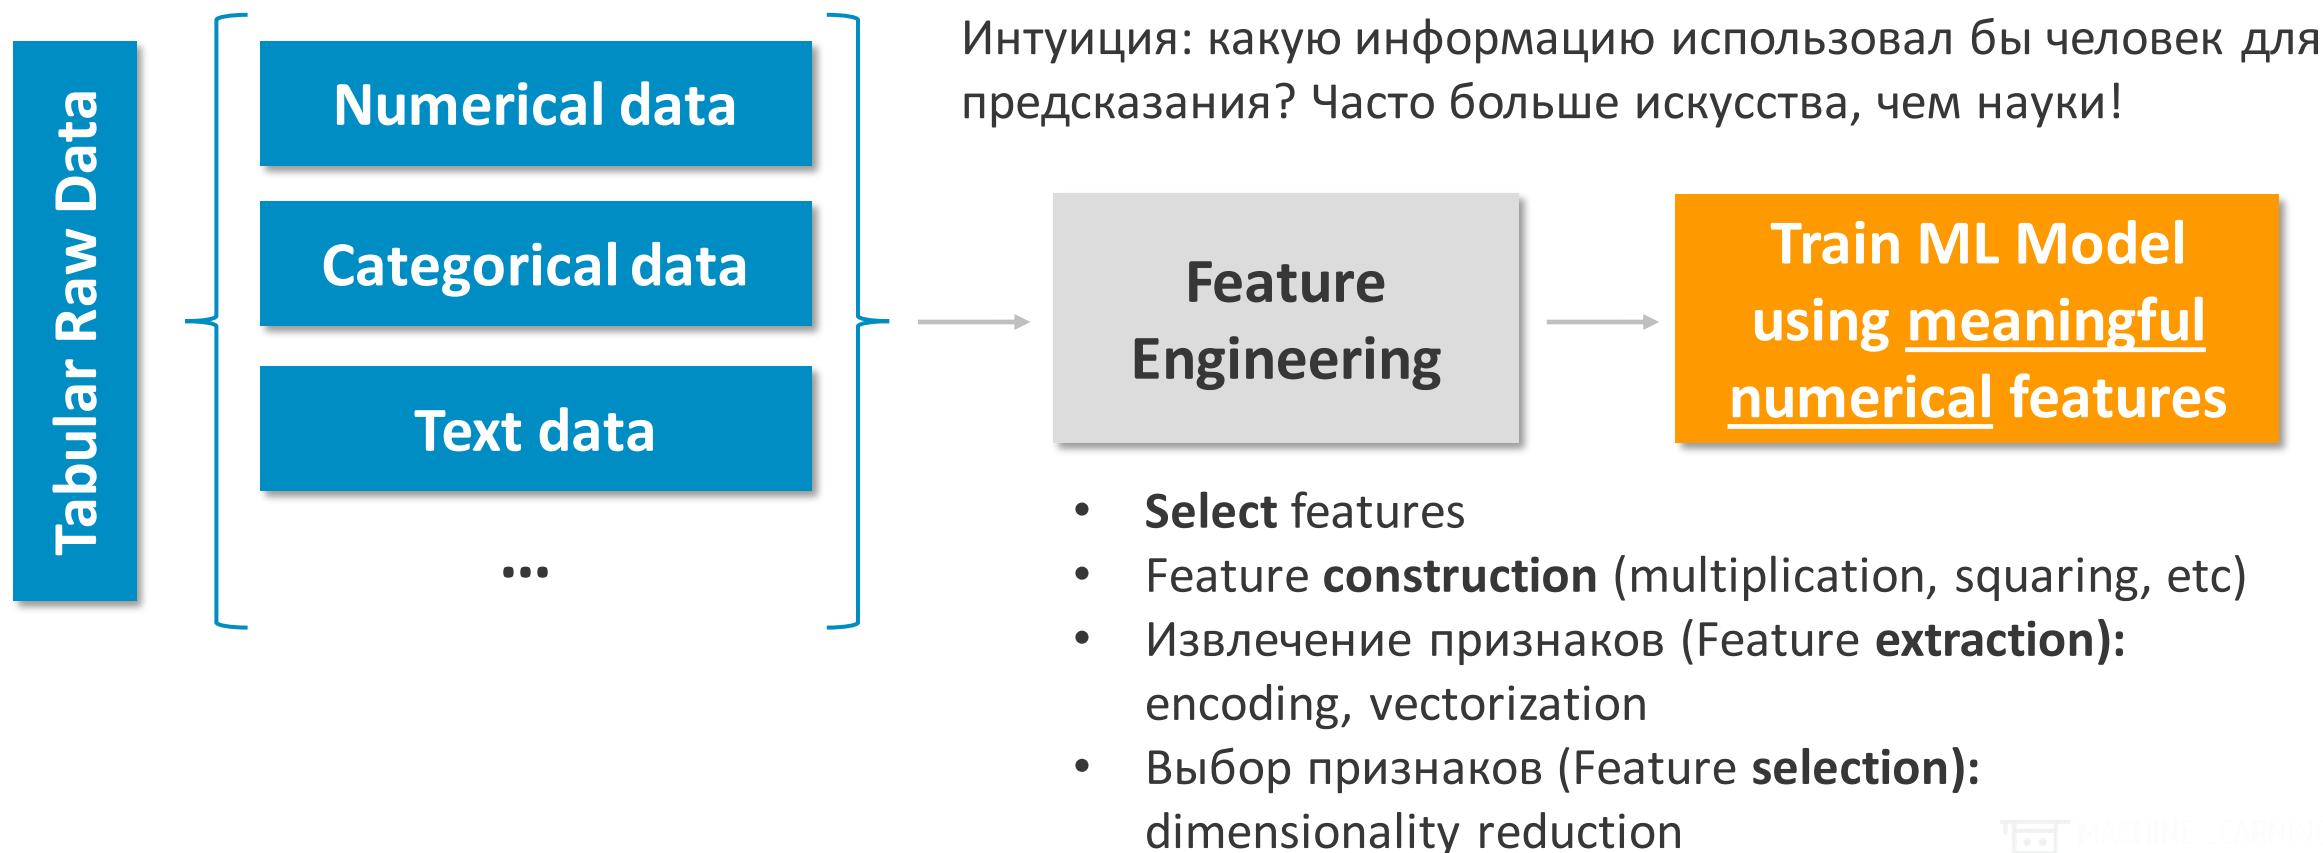 Tabular Raw Data
Numerical data
Categorical data
Text data
...
Интуиция: какую информацию использовал бы человек для
предсказания? Часто больше искусства, чем науки!
Feature
Engineering
Train ML Model
using meaningful
numerical features
• Select features
• Feature construction (multiplication, squaring, etc)
• Извлечение признаков (Feature extraction):
encoding, vectorization
• Выбор признаков (Feature selection):
dimensionality reduction